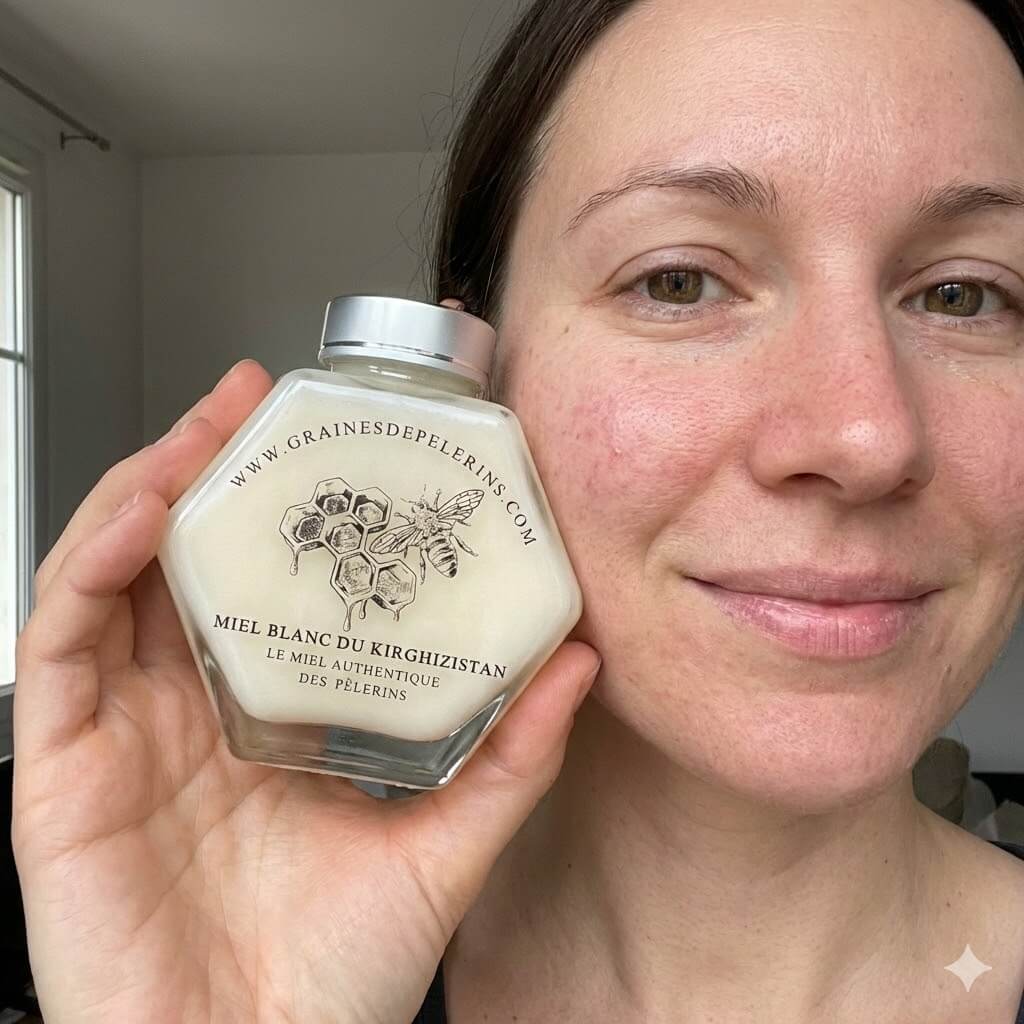 WWW.GRAINESDEPELERINS.COM
MIEL BLANC DU KIRGHIZISTAN
LE MIEL AUTHENTIQUE
DES PÈLERINS